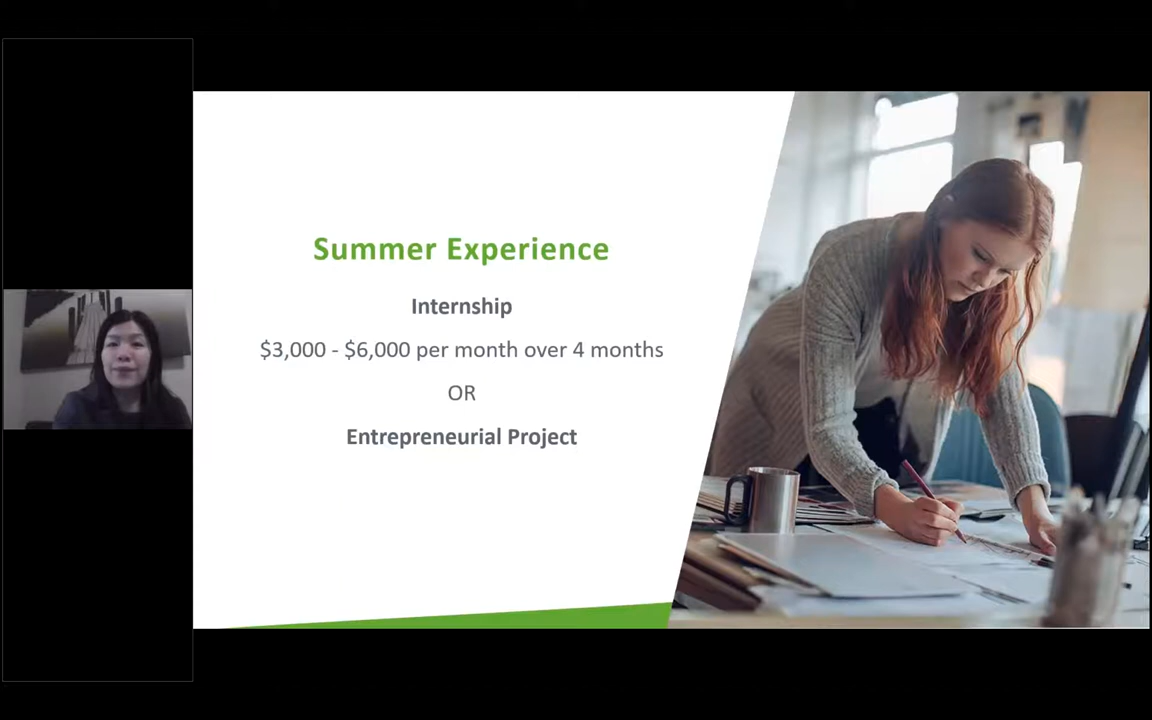 Summer Experience
Internship
$3,000 - $6,000 per month over 4 months
OR
Entrepreneurial Project